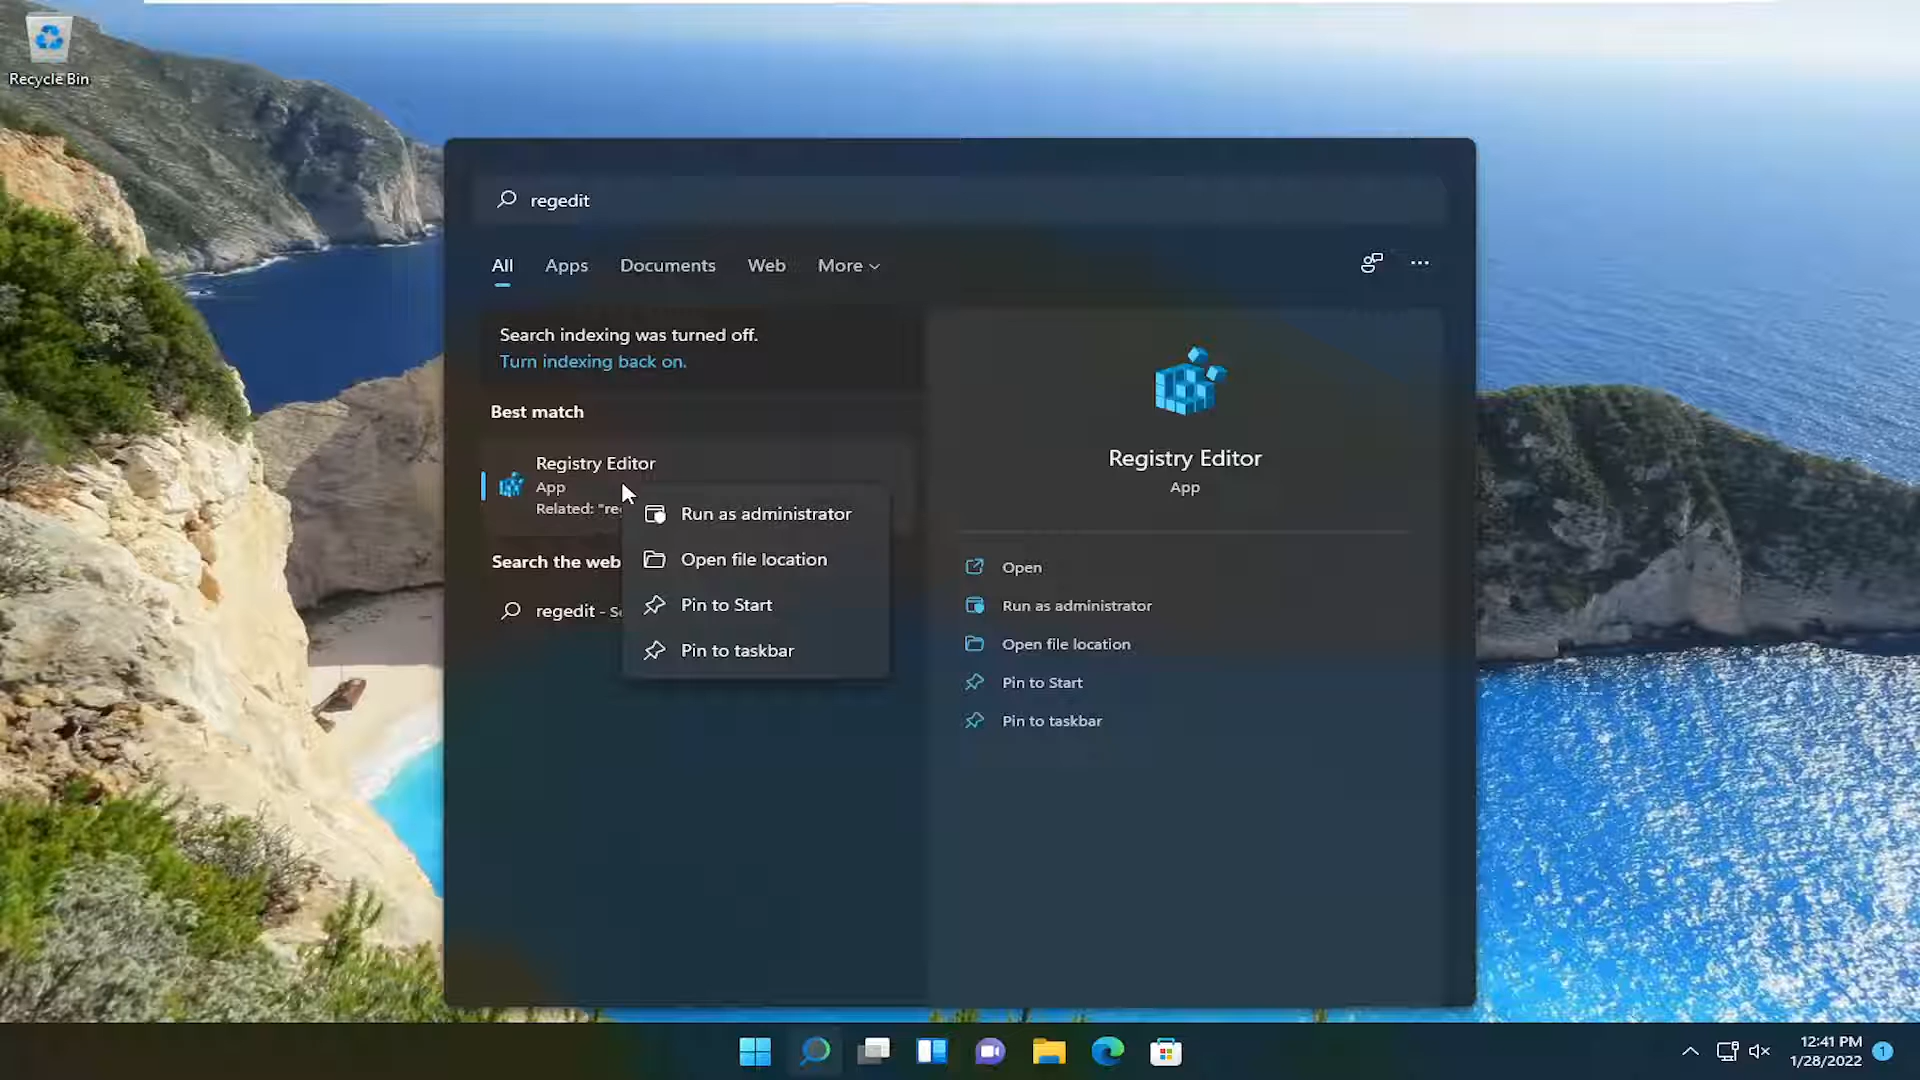 Recycle Bin
regedit
All Apps Documents Web More
Search indexing was turned off.
Turn indexing back on.
Best match
Registry Editor
App
Related: "re
Search the web
regedit - S
Run as administrator
Open file location
Pin to Start
Pin to taskbar
Registry Editor
App
Open
Run as administrator
Open file location
Pin to Start
Pin to taskbar
12:41 PM
1/28/2022
1